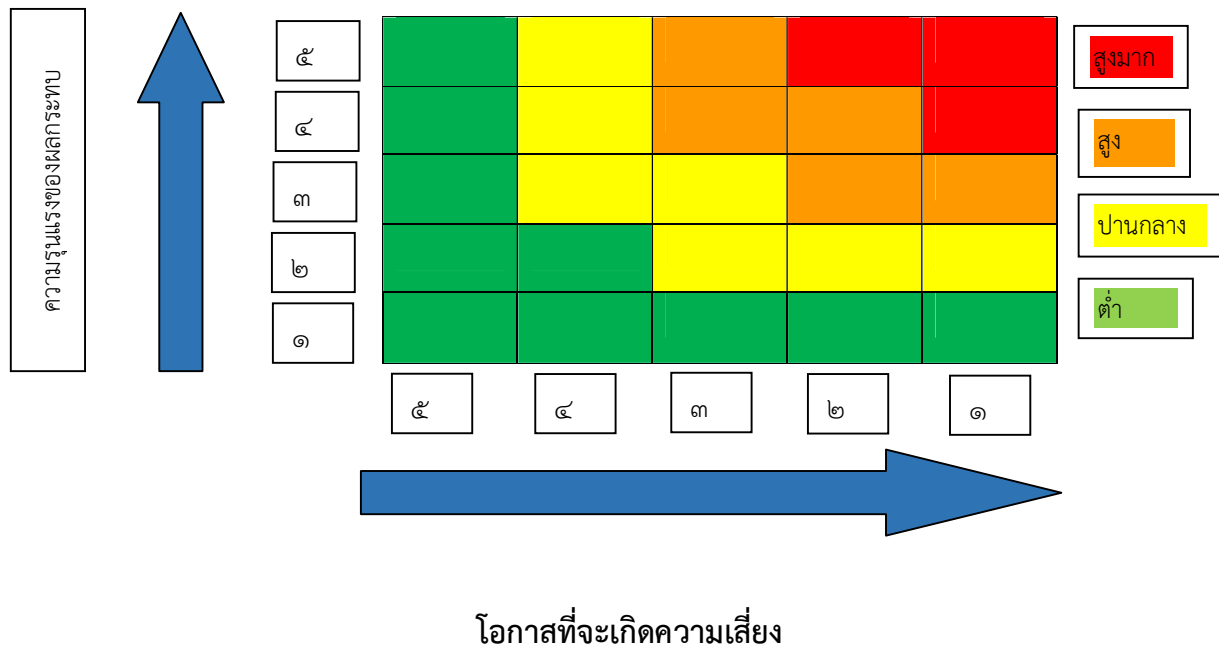 ความรุนแรงของผลกระทบ
๕
สูงมาก
๔
สูง
๓
ปานกลาง
๒
ต่ำ
๑
๕ ๔ ๓ ๒ ๑
โอกาสที่จะเกิดความเสี่ยง